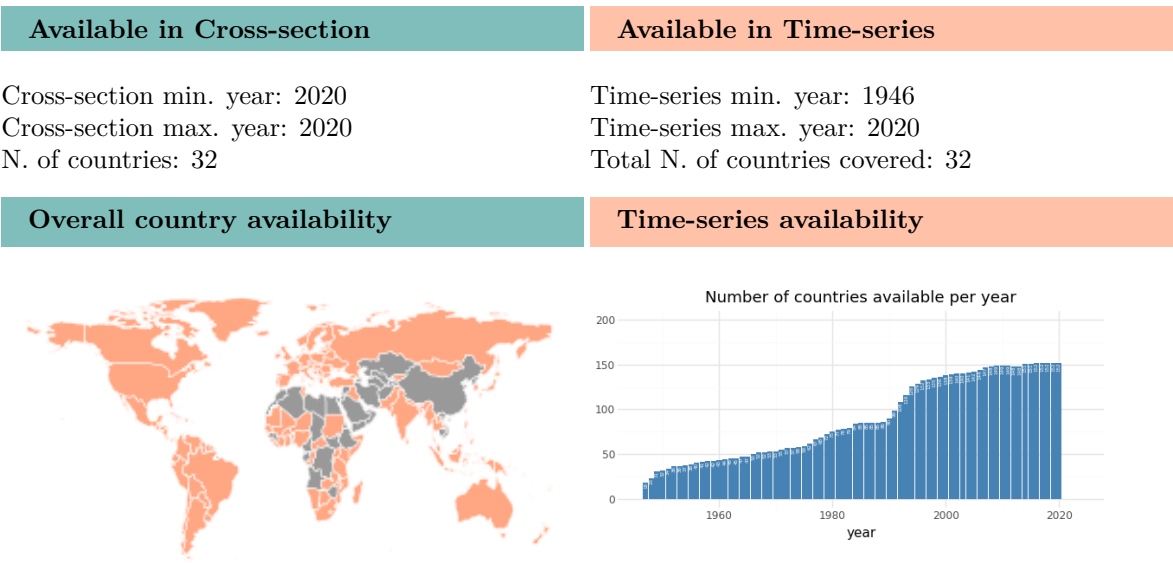 Available in Cross-section
Available in Time-series
Cross-section min. year: 2020
Cross-section max. year: 2020
N. of countries: 32
Time-series min. year: 1946
Time-series max. year: 2020
Total N. of countries covered: 32
Overall country availability
Time-series availability
Number of countries available per year
200
150
100
50
0
1960
1980
2000
2020
year